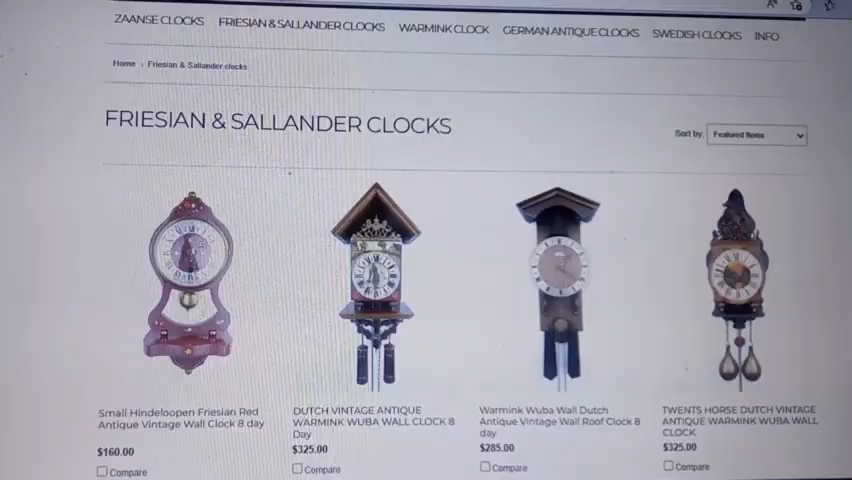 ZAANSE CLOCKS FRIESIAN & SALLANDER CLOCKS WARMINK CLOCK GERMAN ANTIQUE CLOCKS SWEDISH CLOCKS INFO
Home › Friesian & Sallander clocks
FRIESIAN & SALLANDER CLOCKS
Sort by: Featured Items
Small Hindeloopen Friesian Red
Antique Vintage Wall Clock 8 day
$160.00
Compare
DUTCH VINTAGE ANTIQUE
WARMINK WUBA WALL CLOCK 8
Day
$325.00
Compare
Warmink Wuba Wall Dutch
Antique Vintage Wall Roof Clock 8
day
$285.00
Compare
TWENTS HORSE DUTCH VINTAGE
ANTIQUE WARMINK WUBA WALL
CLOCK
$325.00
Compare